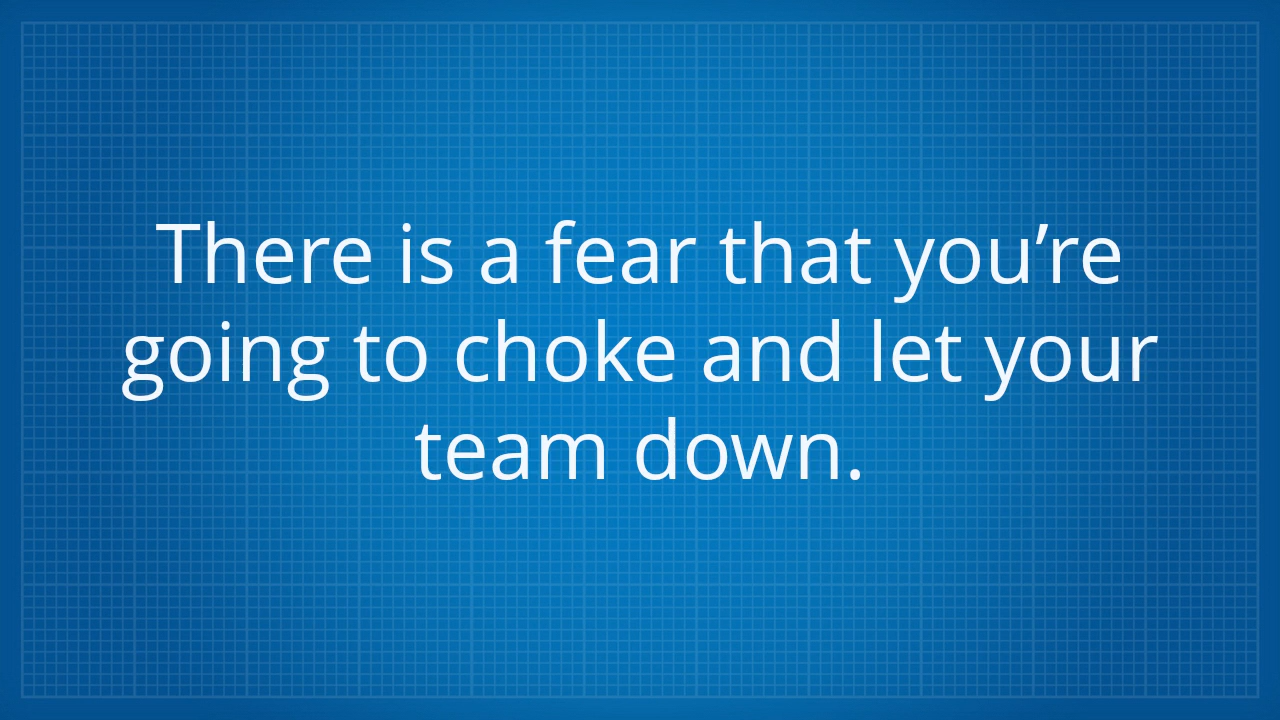 There is a fear that you’re
going to choke and let your
team down.